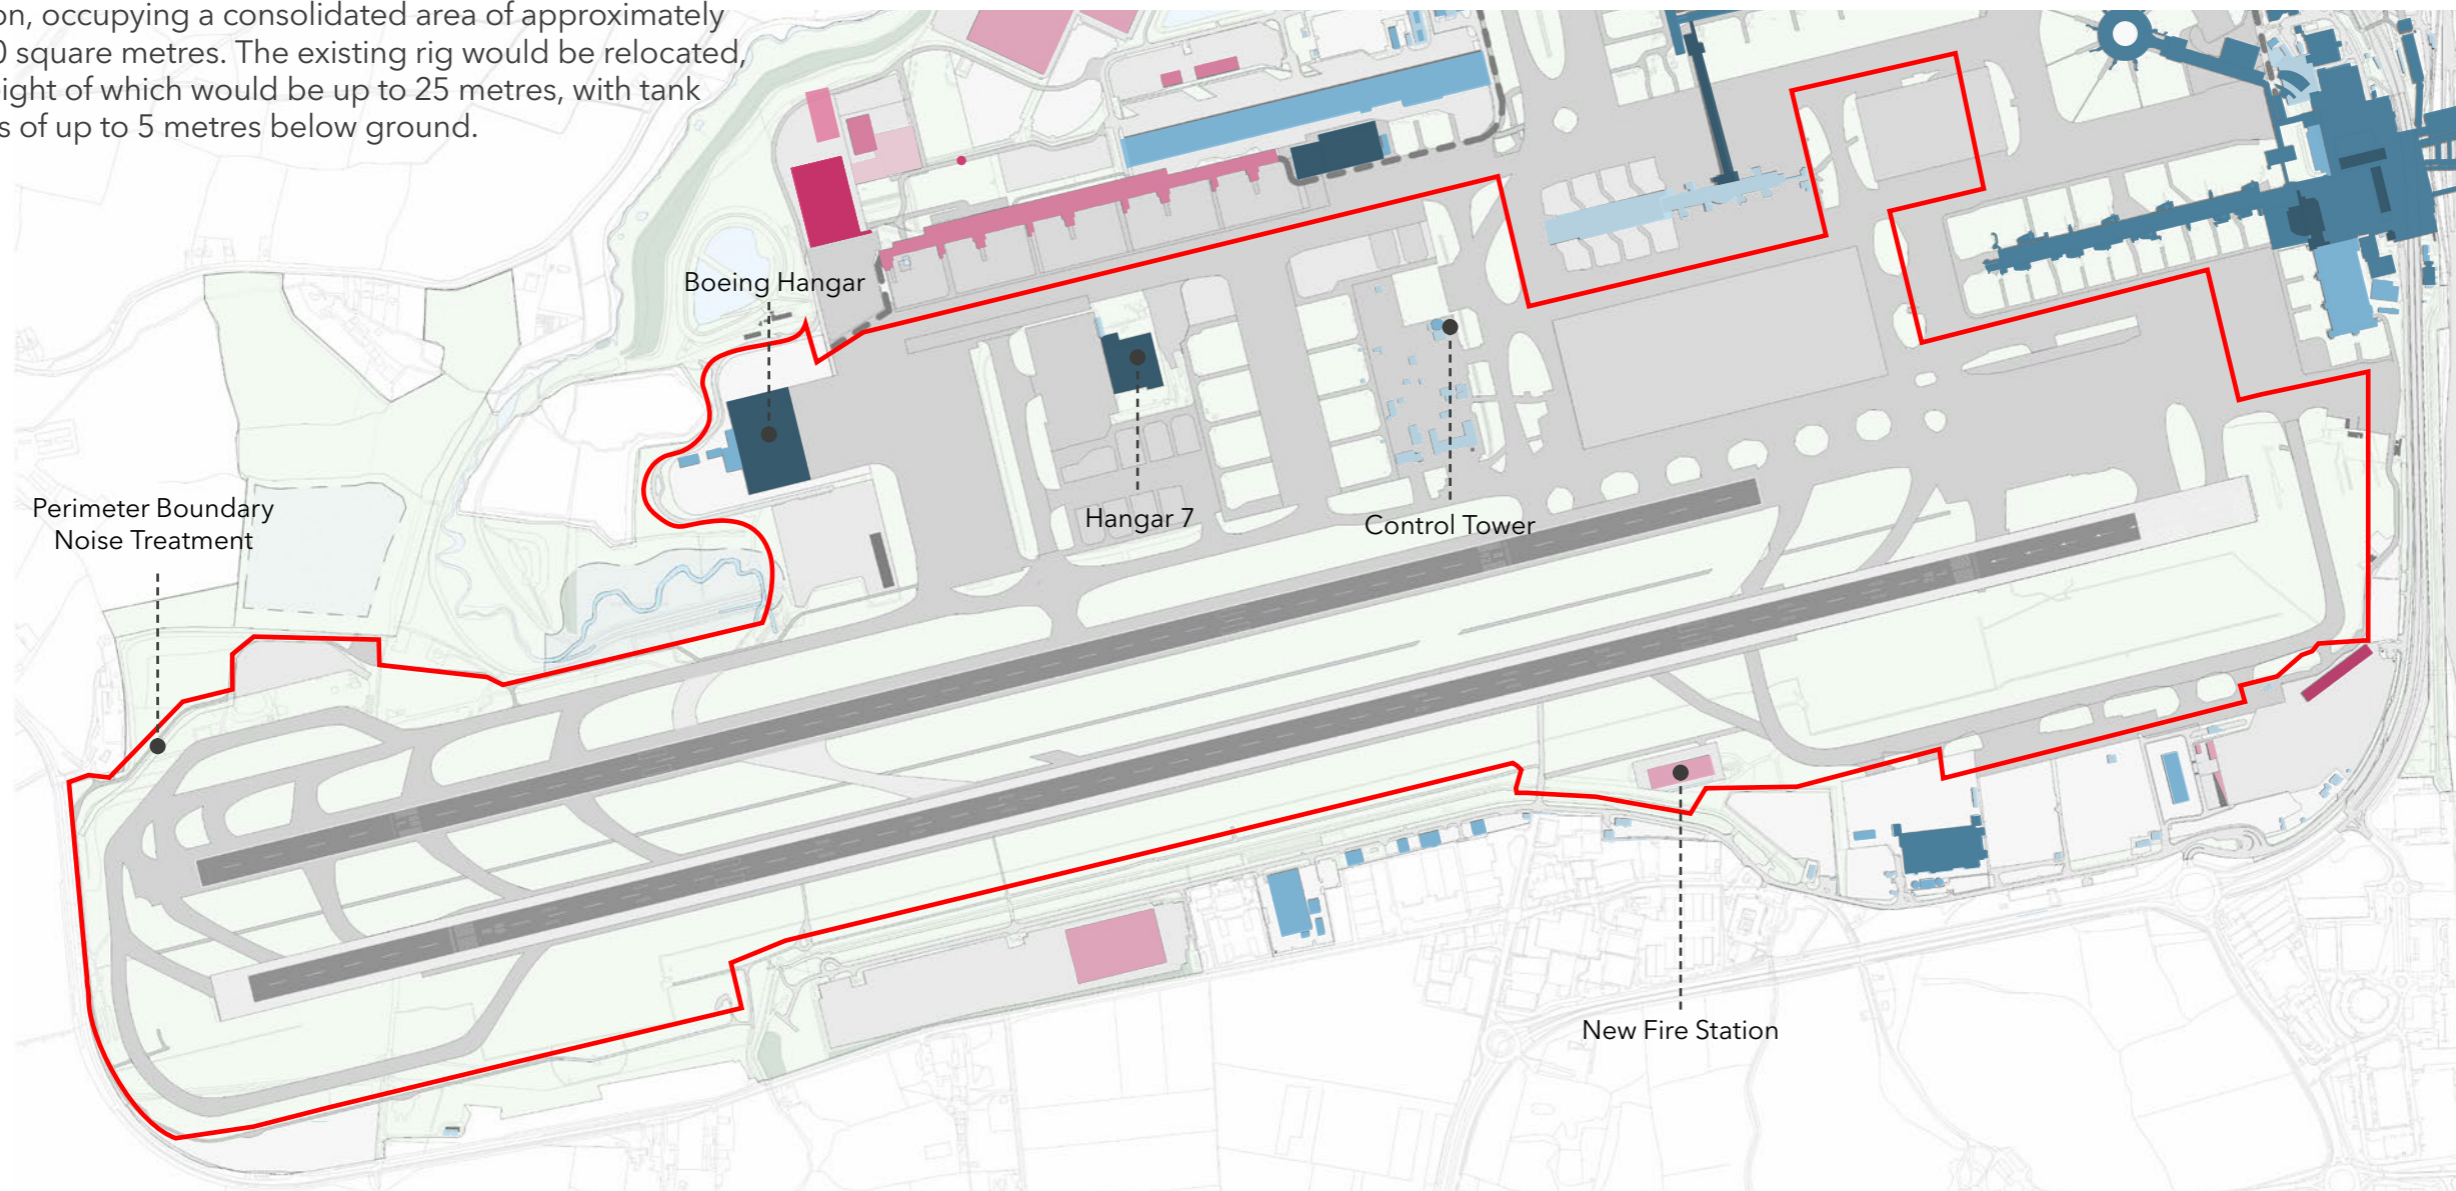 on, occupying a consolidated area of approximately
0 square metres. The existing rig would be relocated,
ight of which would be up to 25 metres, with tank
s of up to 5 metres below ground.
Boeing Hangar
Perimeter Boundary
Noise Treatment
Hangar 7
Control Tower
New Fire Station